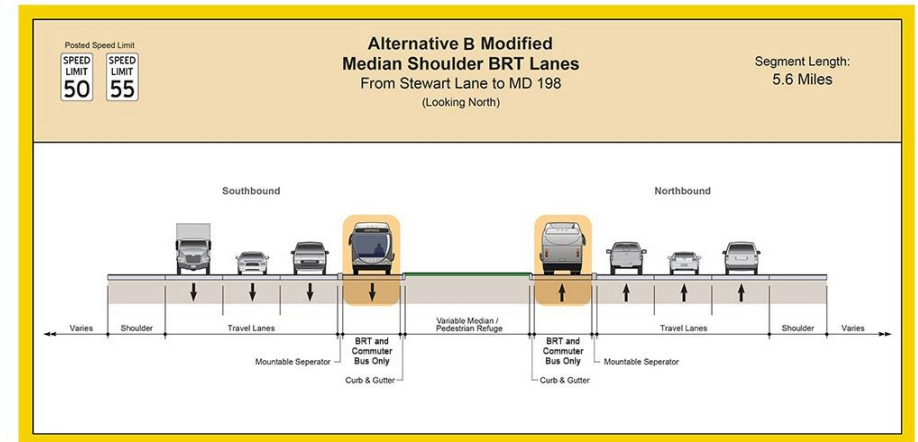 Posted Speed Limit
SPEED
LIMIT
50
SPEED
LIMIT
55
Alternative B Modified
Median Shoulder BRT Lanes
From Stewart Lane to MD 198
(Looking North)
Segment Length:
5.6 Miles
Southbound
Northbound
EXPRESS
Varies
Shoulder
Travel Lanes
Mountable Seperator
BRT and
Commuter
Bus Only
Curb & Gutter
Variable Median /
Pedestrian Refuge
BRT and
Commuter
Bus Only
Curb & Gutter
Mountable Seperator
Travel Lanes
Shoulder
Varies